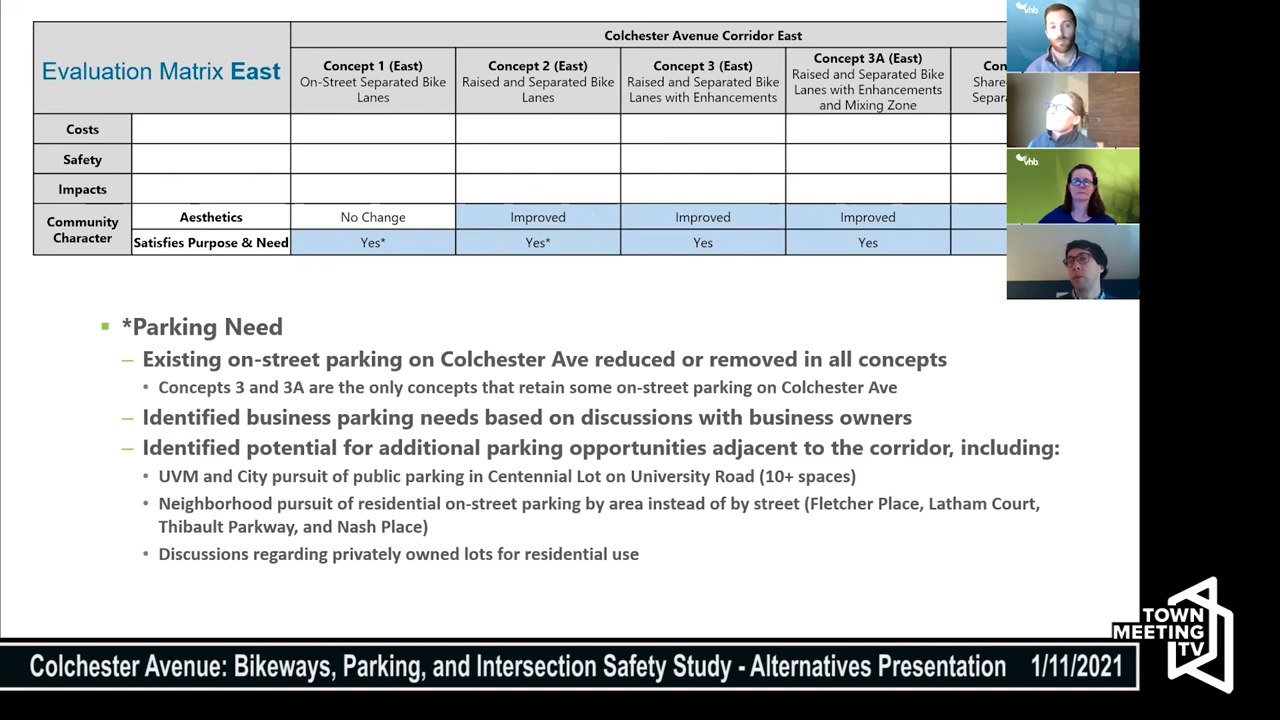 Evaluation Matrix East
Colchester Avenue Corridor East
Concept 1 (East)
On-Street Separated Bike
Lanes
Concept 2 (East)
Raised and Separated Bike
Lanes
Concept 3 (East)
Raised and Separated Bike
Lanes with Enhancements
Concept 3A (East)
Raised and Separated Bike
Lanes with Enhancements
and Mixing Zone
Costs
Safety
Impacts
Community
Character
Aesthetics
No Change
Improved
Improved
Improved
Satisfies Purpose & Need
Yes*
Yes*
Yes
Yes
vhb
vhb
*Parking Need
– Existing on-street parking on Colchester Ave reduced or removed in all concepts
• Concepts 3 and 3A are the only concepts that retain some on-street parking on Colchester Ave
– Identified business parking needs based on discussions with business owners
– Identified potential for additional parking opportunities adjacent to the corridor, including:
• UVM and City pursuit of public parking in Centennial Lot on University Road (10+ spaces)
• Neighborhood pursuit of residential on-street parking by area instead of by street (Fletcher Place, Latham Court,
Thibault Parkway, and Nash Place)
• Discussions regarding privately owned lots for residential use
TOWN
MEETING
TV
Colchester Avenue: Bikeways, Parking, and Intersection Safety Study - Alternatives Presentation 1/11/2021